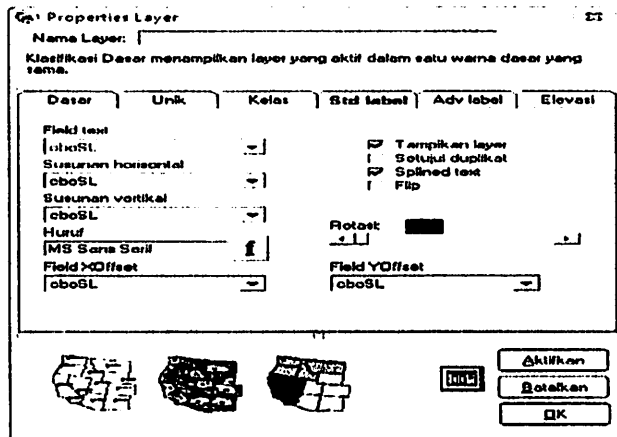 Properties Layer
Nama Layer:
Klasifikasi Dasar menampilkan layer yang aktif dalam satu warna dasar yang sama.
Dasar Unik Kelas Std label Adv label Elevasi
Field text
cboSL
Susunan horisontal
cboSL
Susunan vertikal
cboSL
Huruf
MS Sans Serif f
Field XOffset
cboSL
Tampikan layer
Setujui duplikat
Splined text
Flip
Rotasi:
Field YOffset
cboSL
Aktifkan
Batalkan
OK